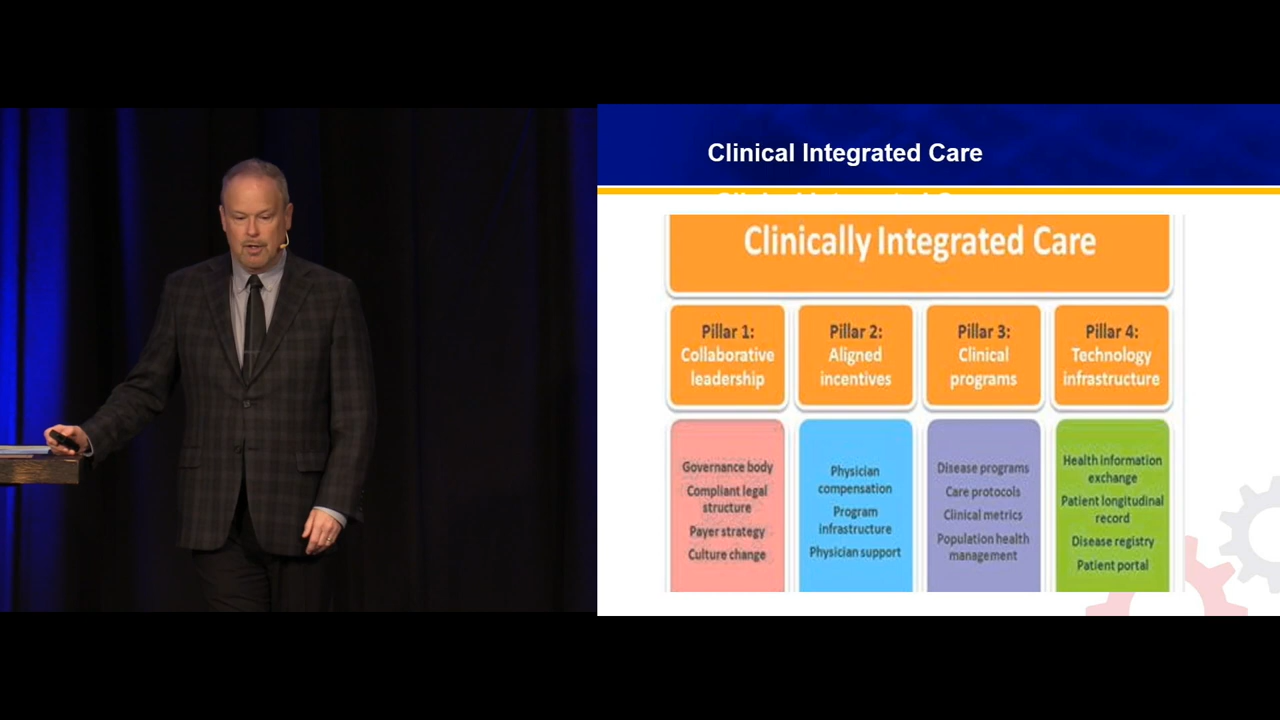 Clinical Integrated Care
Clinically Integrated Care
Pillar 1:
Collaborative
leadership
Pillar 2:
Aligned
incentives
Pillar 3:
Clinical
programs
Pillar 4:
Technology
infrastructure
Governance body
Compliant legal
structure
Payer strategy
Culture change
Physician
compensation
Program
infrastructure
Physician support
Disease programs
Care protocols
Clinical metrics
Population health
management
Health information
exchange
Patient longitudinal
record
Disease registry
Patient portal